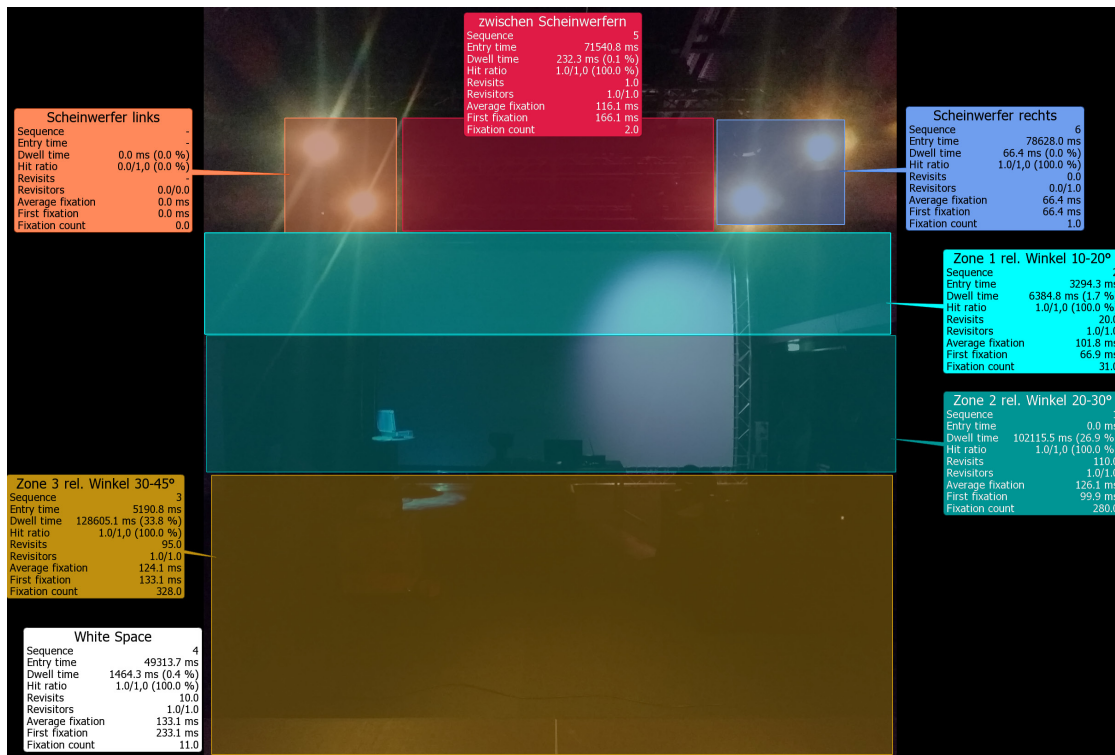 zwischen Scheinwerfern
Sequence 5
Entry time 71540.8 ms
Dwell time 232.3 ms (0.1 %)
Hit ratio 1.0/1,0 (100.0 %)
Revisits 1.0
Revisitors 1.0/1.0
Average fixation 116.1 ms
First fixation 166.1 ms
Fixation count 2.0
Scheinwerfer links
Sequence -
Entry time -
Dwell time 0.0 ms (0.0 %)
Hit ratio 0.0/1,0 (0.0 %)
Revisits -
Revisitors 0.0/0.0
Average fixation 0.0 ms
First fixation 0.0 ms
Fixation count 0.0
Scheinwerfer rechts
Sequence 6
Entry time 78628.0 ms
Dwell time 66.4 ms (0.0 %)
Hit ratio 1.0/1,0 (100.0 %)
Revisits 0.0
Revisitors 0.0/1.0
Average fixation 66.4 ms
First fixation 66.4 ms
Fixation count 1.0
Zone 1 rel. Winkel 10-20°
Sequence
Entry time 3294.3 ms
Dwell time 6384.8 ms (1.7 %
Hit ratio 1.0/1,0 (100.0 %
Revisits 20.0
Revisitors 1.0/1.0
Average fixation 101.8 ms
First fixation 66.9 ms
Fixation count 31.0
Zone 2 rel. Winkel 20-30°
Sequence
Entry time 0.0 ms
Dwell time 102115.5 ms (26.9 %
Hit ratio 1.0/1,0 (100.0 %
Revisits 110.0
Revisitors 1.0/1.0
Average fixation 126.1 ms
First fixation 99.9 ms
Fixation count 280.0
Zone 3 rel. Winkel 30-45°
Sequence 3
Entry time 5190.8 ms
Dwell time 128605.1 ms (33.8 %)
Hit ratio 1.0/1,0 (100.0 %)
Revisits 95.0
Revisitors 1.0/1.0
Average fixation 124.1 ms
First fixation 133.1 ms
Fixation count 328.0
White Space
Sequence 4
Entry time 49313.7 ms
Dwell time 1464.3 ms (0.4 %)
Hit ratio 1.0/1,0 (100.0 %)
Revisits 10.0
Revisitors 1.0/1.0
Average fixation 133.1 ms
First fixation 233.1 ms
Fixation count 11.0